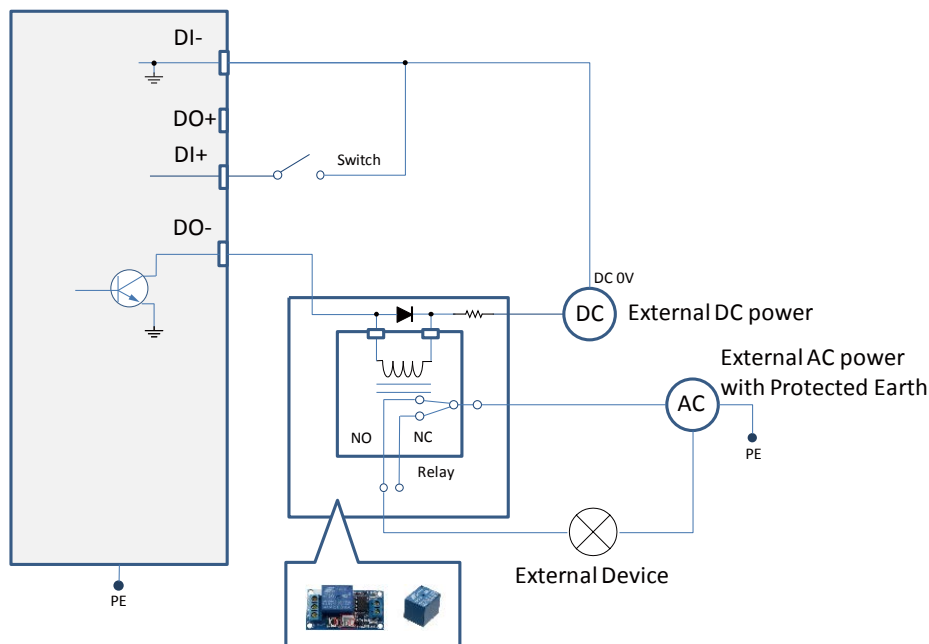 DI-
DO+
DI+
Switch
DO-
DC 0V
DC
External DC power
External AC power
with Protected Earth
AC
PE
NO
NC
Relay
External Device
PE